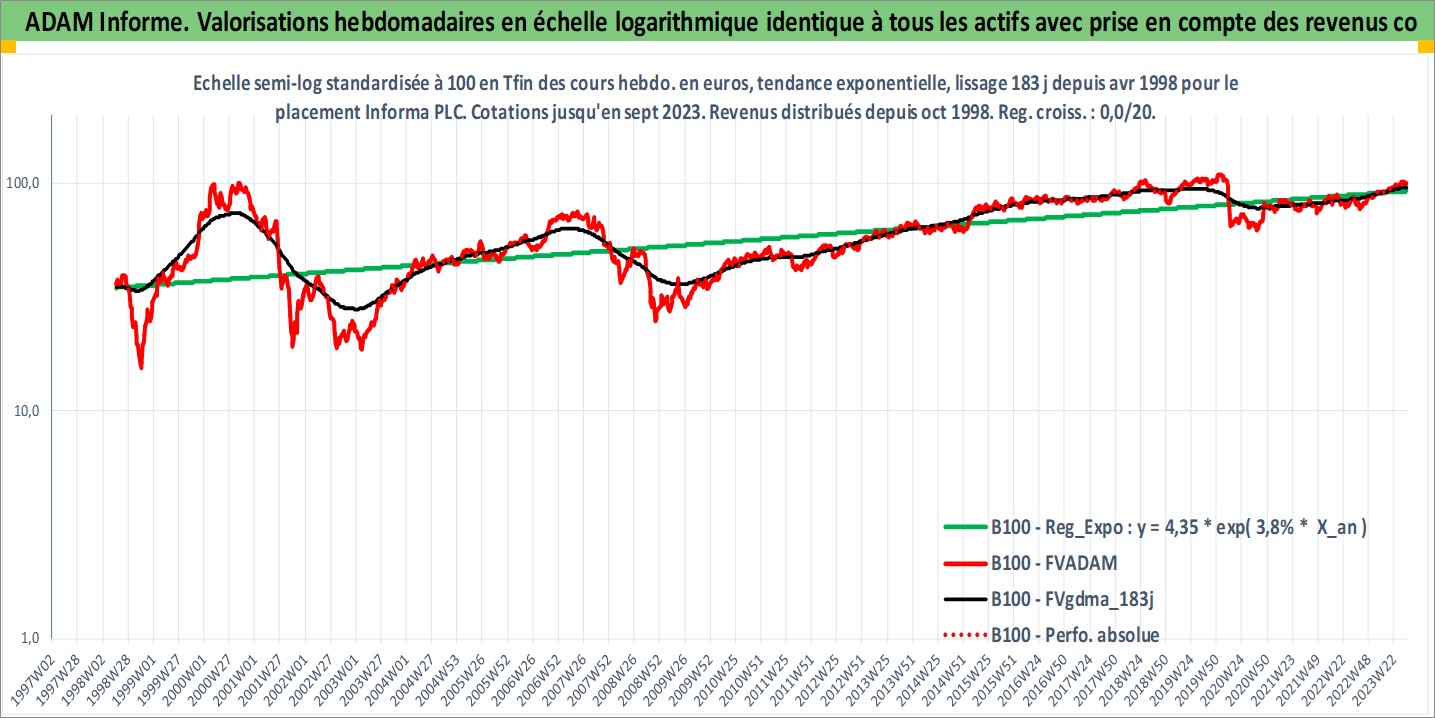 ADAM Informe. Valorisations hebdomadaires en échelle logarithmique identique à tous les actifs avec prise en compte des revenus co
Echelle semi-log standardisée à 100 en Tfin des cours hebdo. en euros, tendance exponentielle, lissage 183 j depuis avr 1998 pour le
placement Informa PLC. Cotations jusqu'en sept 2023. Revenus distribués depuis oct 1998. Reg. croiss. : 0,0/20.
100,0
10,0
1,0
B100 - Reg_Expo : y = 4,35 * exp( 3,8% * X_an )
B100 - FVADAM
B100 - FVgdma_183j
B100 - Perfo. absolue
1997W02
1997W28
1998W02
1998W28
1999W01
1999W27
2000W01
2000W27
2001W01
2001W27
2002W01
2002W27
2003W01
2003W27
2004W01
2004W27
2004W53
2005W26
2005W52
2006W26
2006W52
2007W26
2007W52
2008W26
2008W52
2009W26
2009W52
2010W25
2010W51
2011W25
2011W51
2012W25
2012W51
2013W25
2013W51
2014W25
2014W51
2015W25
2015W51
2016W24
2016W50
2017W24
2017W50
2018W24
2018W50
2019W24
2019W50
2020W24
2020W50
2021W23
2021W49
2022W22
2022W48
2023W22